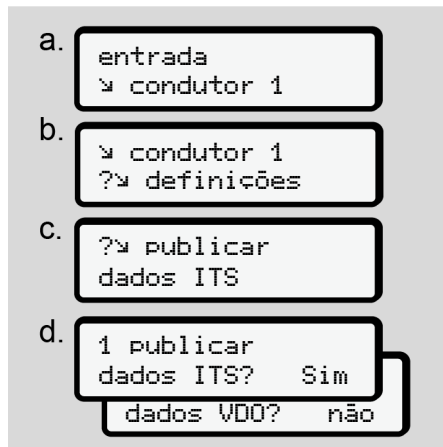 a.
entrada
↘ condutor 1
b.
↘ condutor 1
?↘ definições
c.
?↘ publicar
dados ITS
d.
1 publicar
dados ITS? Sim
dados VDO? não